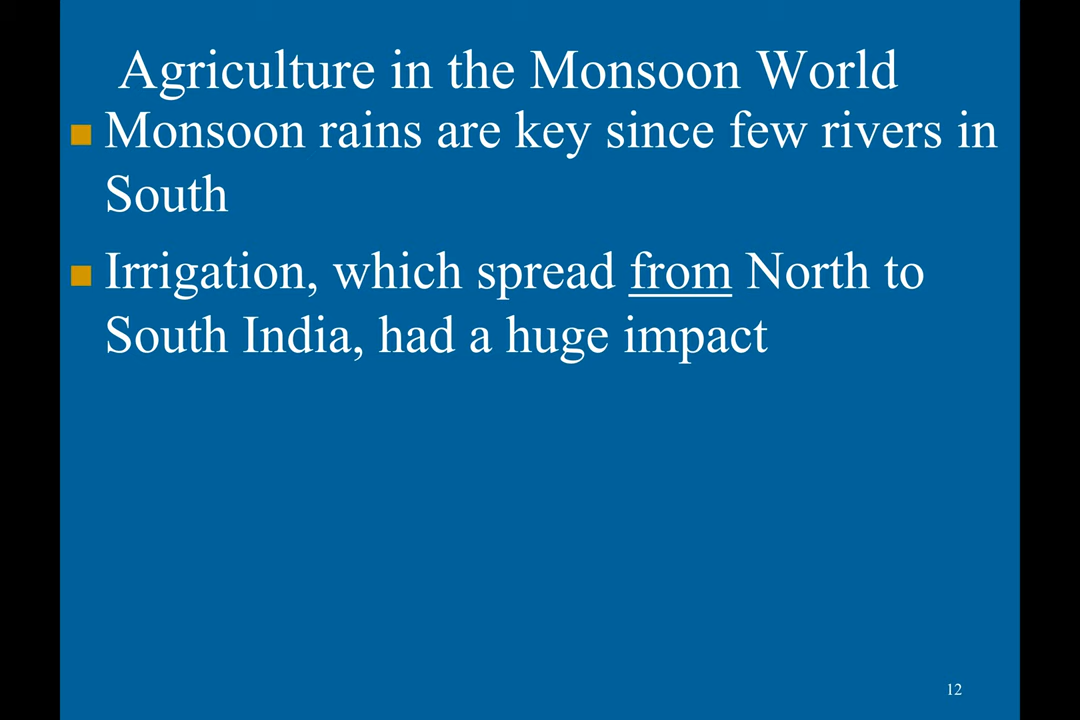 Agriculture in the Monsoon World
■ Monsoon rains are key since few rivers in
South
■ Irrigation, which spread from North to
South India, had a huge impact
12